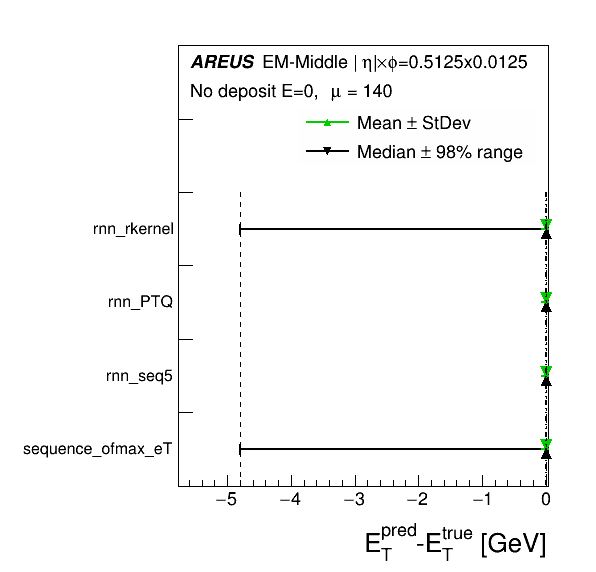 AREUS EM-Middle | η|×ϕ=0.5125x0.0125
No deposit E=0, μ = 140
Mean ± StDev
Median ± 98% range
rnn_rkernel
rnn_PTQ
rnn_seq5
sequence_ofmax_eT
−5 −4 −3 −2 −1 0
E_T^pred-E_T^true [GeV]